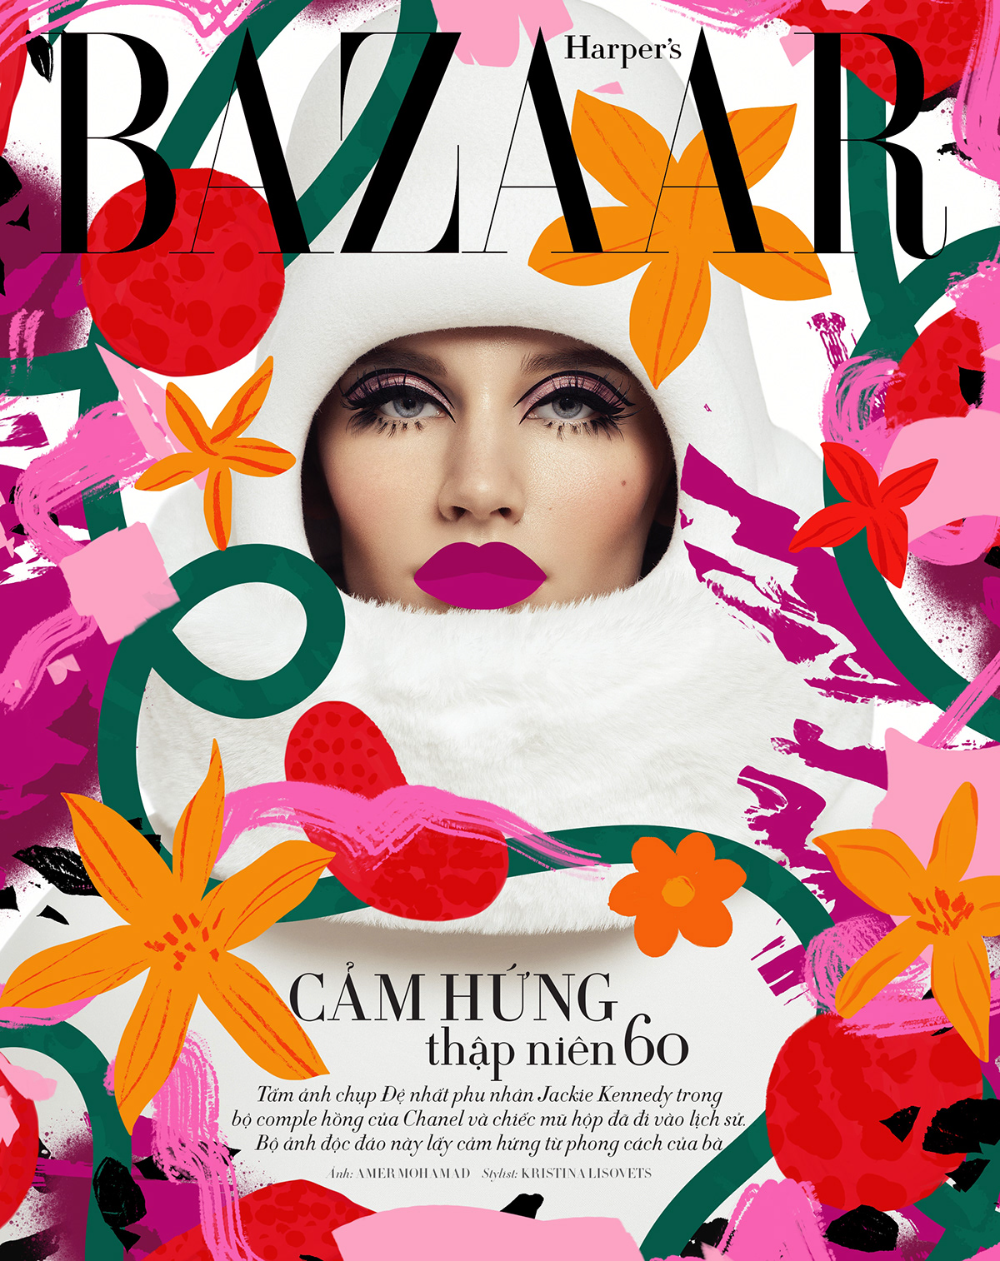 Harper's
BAZAAR
CẢM HỨNG
thập niên 60
Tấm ảnh chụp Đệ nhất phu nhân Jackie Kennedy trong
bộ comple hồng của Chanel và chiếc mũ hộp đã đi vào lịch sử.
Bộ ảnh độc đáo này lấy cảm hứng từ phong cách của bà
Ảnh: AMER MOHAMAD Stylist: KRISTINA LISOVETS